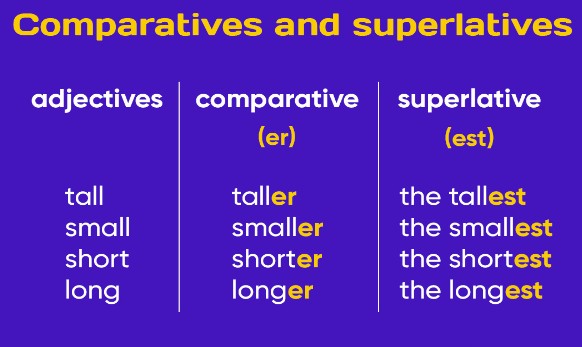 Comparatives and superlatives
adjectives comparative superlative
(er) (est)
tall taller the tallest
small smaller the smallest
short shorter the shortest
long longer the longest